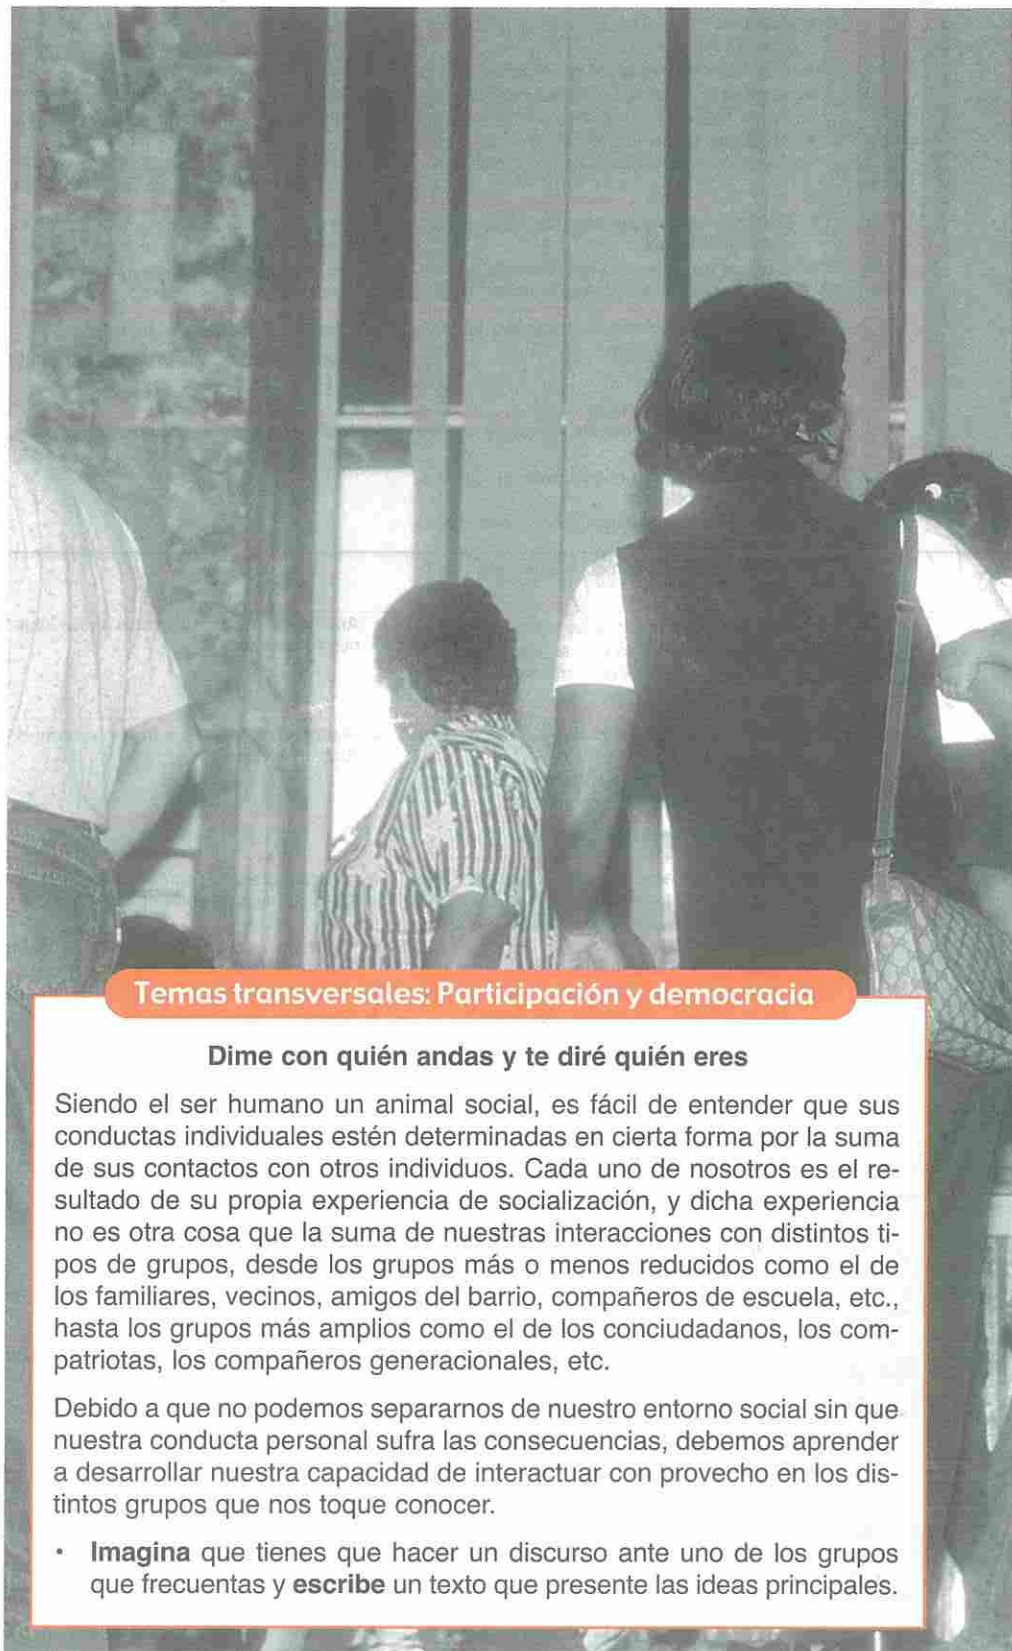 Temas transversales: Participación y democracia
Dime con quién andas y te diré quién eres
Siendo el ser humano un animal social, es fácil de entender que sus
conductas individuales estén determinadas en cierta forma por la suma
de sus contactos con otros individuos. Cada uno de nosotros es el re-
sultado de su propia experiencia de socialización, y dicha experiencia
no es otra cosa que la suma de nuestras interacciones con distintos ti-
pos de grupos, desde los grupos más o menos reducidos como el de
los familiares, vecinos, amigos del barrio, compañeros de escuela, etc.,
hasta los grupos más amplios como el de los conciudadanos, los com-
patriotas, los compañeros generacionales, etc.
Debido a que no podemos separarnos de nuestro entorno social sin que
nuestra conducta personal sufra las consecuencias, debemos aprender
a desarrollar nuestra capacidad de interactuar con provecho en los dis-
tintos grupos que nos toque conocer.
• Imagina que tienes que hacer un discurso ante uno de los grupos
que frecuentas y escribe un texto que presente las ideas principales.